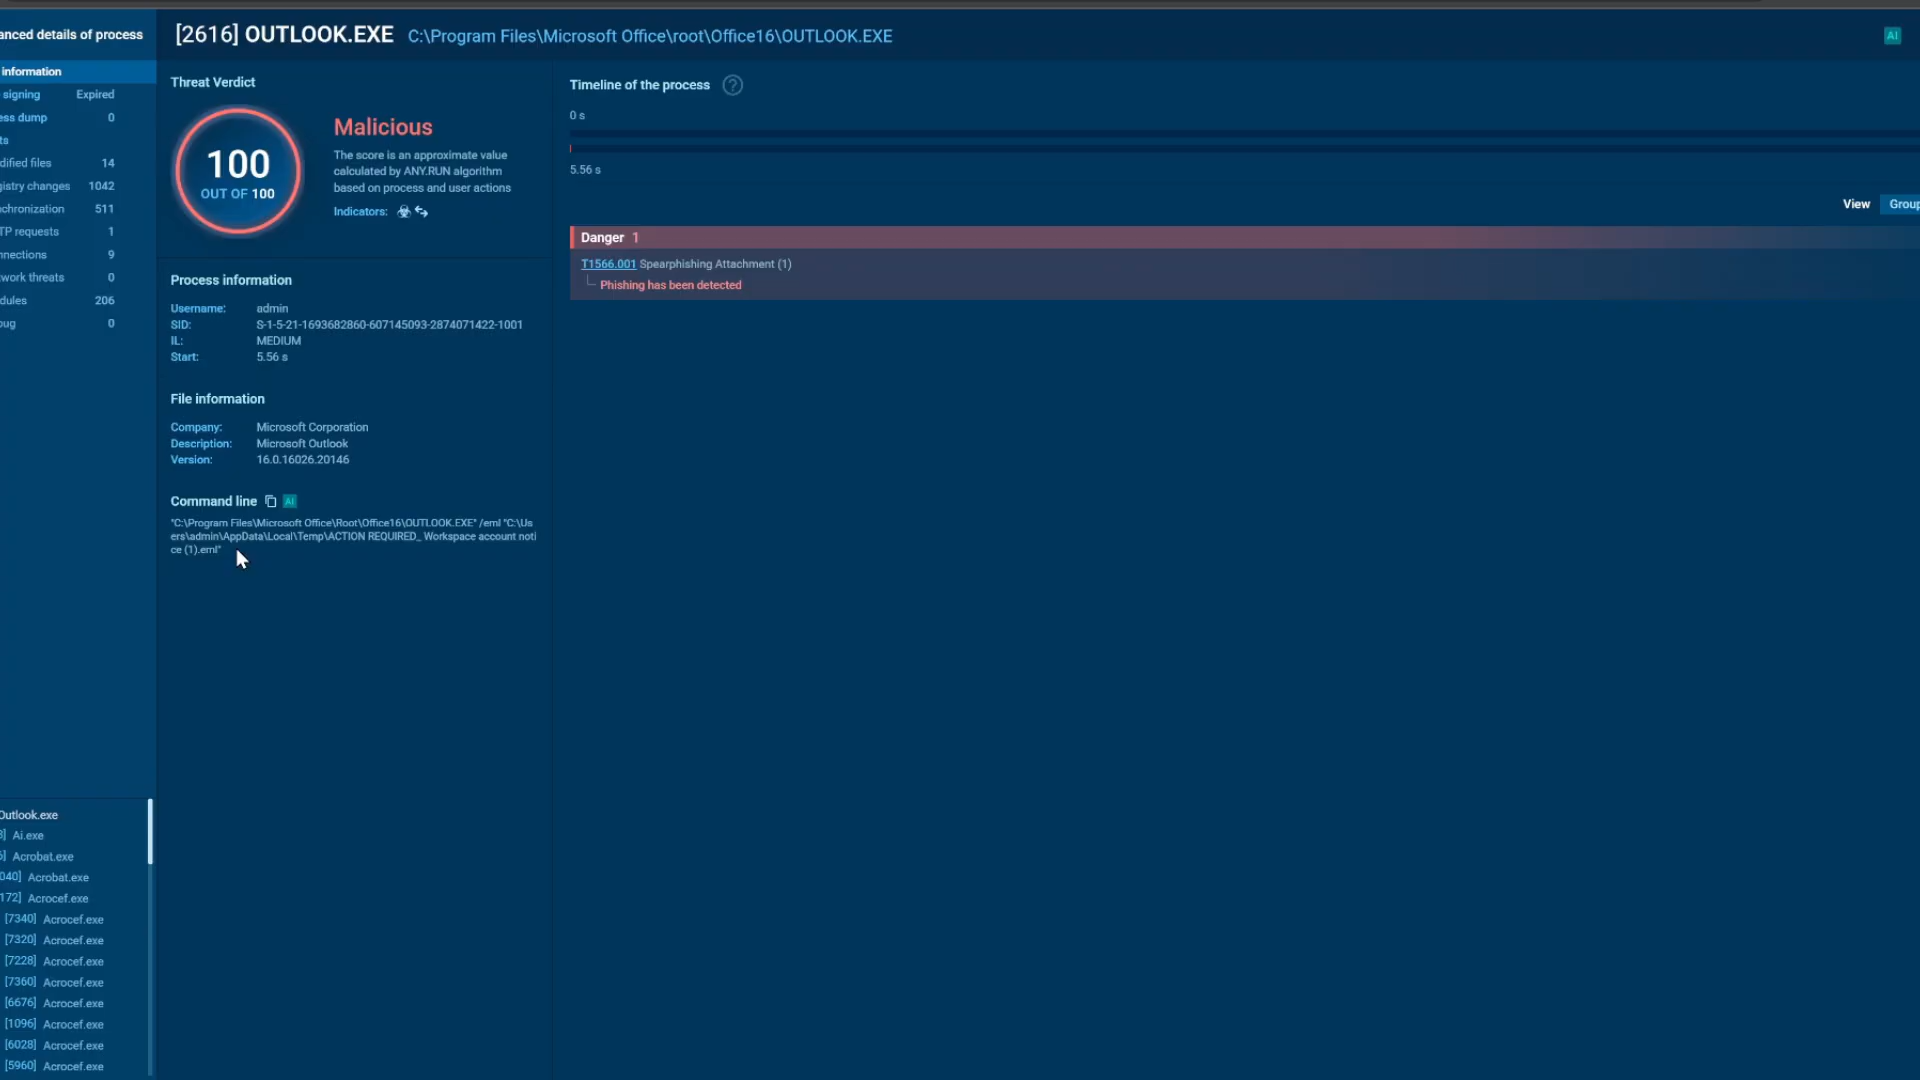 anced details of process
[2616] OUTLOOK.EXE C:\Program Files\Microsoft Office\root\Office16\OUTLOOK.EXE
AI
information
signing Expired
ess dump 0
ts
dified files 14
gistry changes 1042
nchronization 511
TP requests 1
nnections 9
work threats 0
dules 206
bug 0
Threat Verdict
100
OUT OF 100
Malicious
The score is an approximate value
calculated by ANY.RUN algorithm
based on process and user actions
Indicators:
Process information
Username: admin
SID: S-1-5-21-1693682860-607145093-2874071422-1001
IL: MEDIUM
Start: 5.56 s
File information
Company: Microsoft Corporation
Description: Microsoft Outlook
Version: 16.0.16026.20146
Command line AI
"C:\Program Files\Microsoft Office\Root\Office16\OUTLOOK.EXE" /eml "C:\Us
ers\admin\AppData\Local\Temp\ACTION REQUIRED_ Workspace account noti
ce (1).eml"
Timeline of the process ?
0 s
5.56 s
View Group
Danger 1
T1566.001 Spearphishing Attachment (1)
Phishing has been detected
Outlook.exe
3] Ai.exe
6] Acrobat.exe
040] Acrobat.exe
172] Acrocef.exe
[7340] Acrocef.exe
[7320] Acrocef.exe
[7228] Acrocef.exe
[7360] Acrocef.exe
[6676] Acrocef.exe
[1096] Acrocef.exe
[6028] Acrocef.exe
[5960] Acrocef.exe